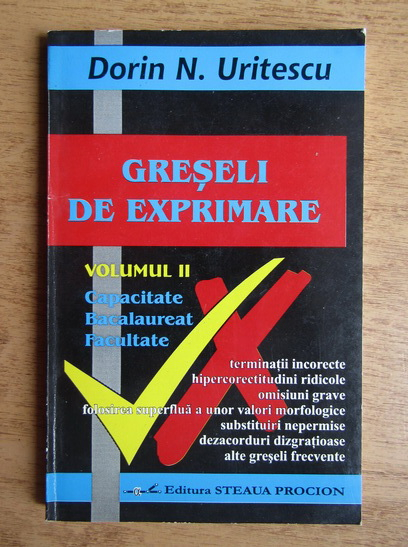 Dorin N. Uritescu
GREŞELI
DE EXPRIMARE
VOLUMUL II
Capacitate
Bacalaureat
Facultate
terminaţii incorecte
hipercorectitudini ridicole
omisiuni grave
folosirea superfluă a unor valori morfologice
substituiri nepermise
dezacorduri dizgraţioase
alte greşeli frecvente
Editura STEAUA PROCION